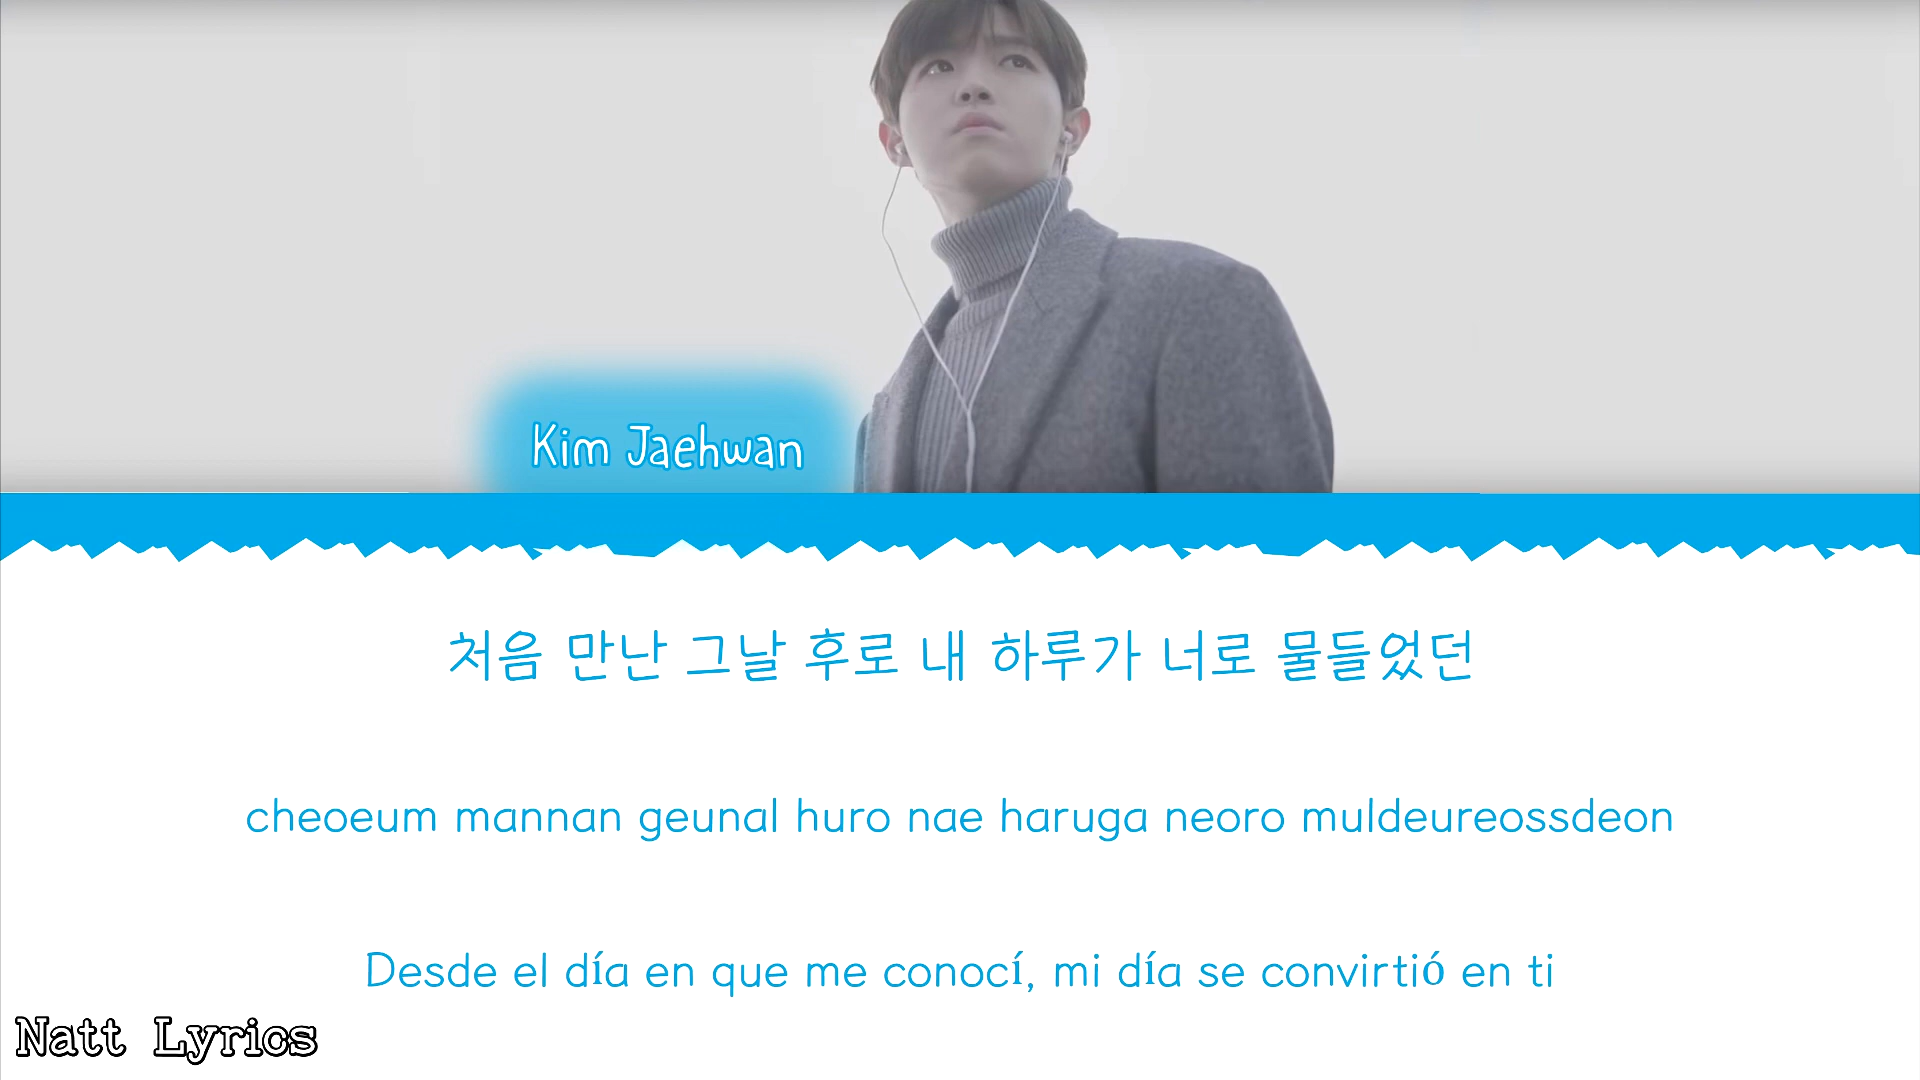 Kim Jaehwan
처음 만난 그날 후로 내 하루가 너로 물들었던
cheoeum mannan geunal huro nae haruga neoro muldeureossdeon
Desde el día en que me conocí, mi día se convirtió en ti
Natt Lyrics